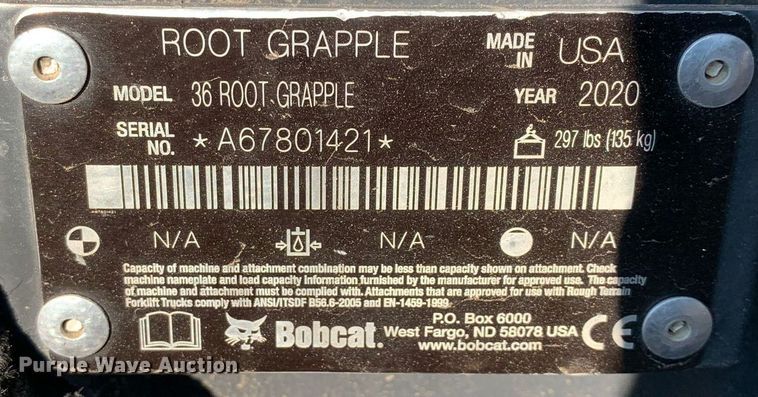 ROOT GRAPPLE MADE IN USA
MODEL 36 ROOT GRAPPLE YEAR 2020
SERIAL NO. *A67801421* 297 lbs (135 kg)
A67801421
N/A N/A N/A
Capacity of machine and attachment combination may be less than capacity shown on attachment. Check
machine nameplate and load capacity information furnished by manufacturer for approved use. The capacity
of machine and attachment must be complied with. Attachments that are approved for use with Rough Terrain
Forklift Trucks comply with ANSI/ITSDF B56.6-2005 and EN-1459-1999.
Bobcat.
P.O. Box 6000
West Fargo, ND 58078 USA
www.bobcat.com
CE
Purple Wave Auction